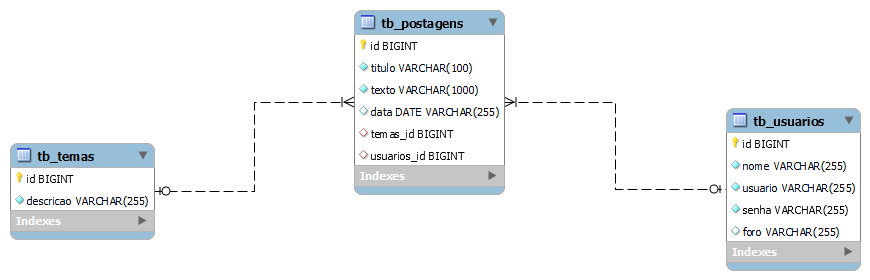 tb_postagens
id BIGINT
titulo VARCHAR(100)
texto VARCHAR(1000)
data DATE VARCHAR(255)
temas_id BIGINT
usuarios_id BIGINT
Indexes
tb_temas
id BIGINT
descricao VARCHAR(255)
Indexes
tb_usuarios
id BIGINT
nome VARCHAR(255)
usuario VARCHAR(255)
senha VARCHAR(255)
foro VARCHAR(255)
Indexes